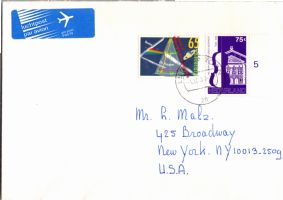 luchtpost
par avion
65
75c
NEDERLAND
5
Mr. L. Malz.
425 Broadway
New York. NY 10013.2509
U.S.A.